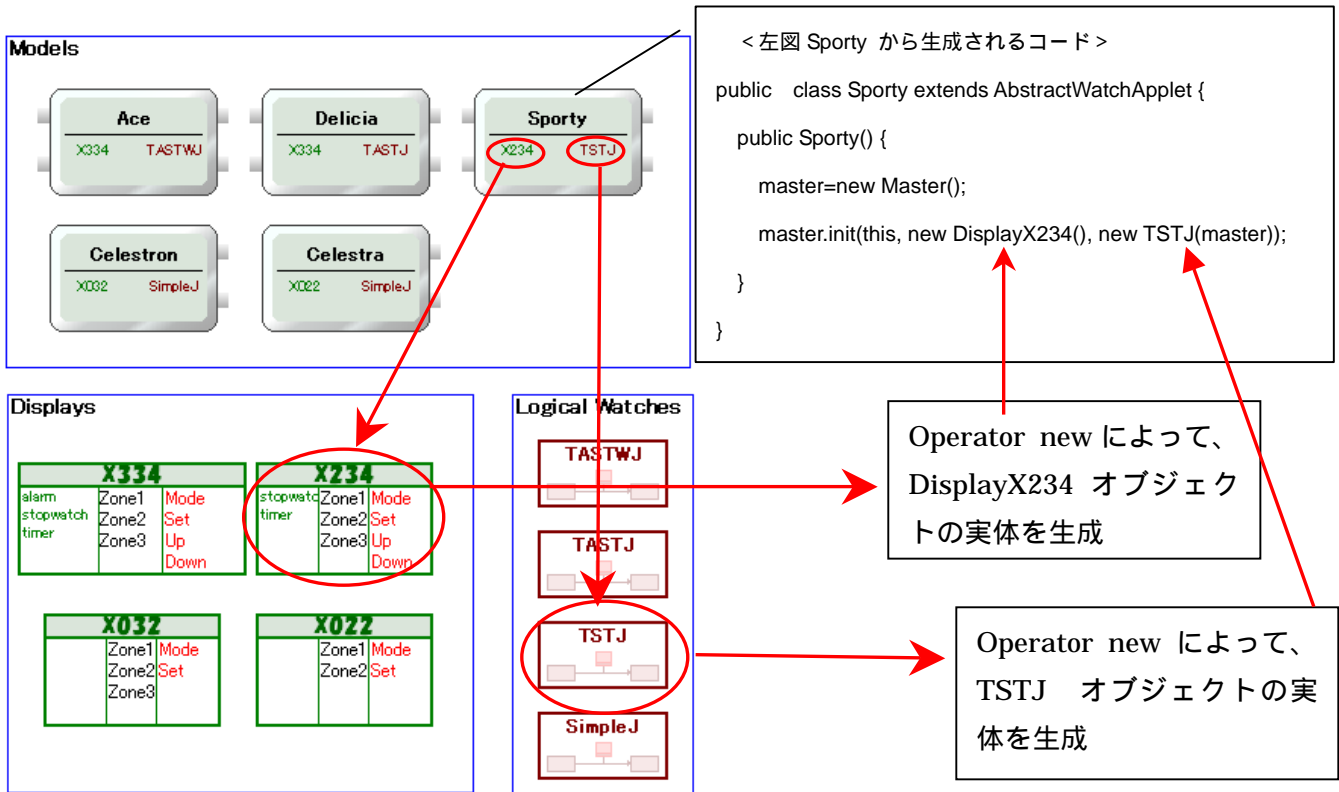 Models
Ace
X334 TASTWJ
Delicia
X334 TASTJ
Sporty
X234 TSTJ
Celestron
X032 SimpleJ
Celestra
X022 SimpleJ
<左図 Sporty から生成されるコード>
public class Sporty extends AbstractWatchApplet {
public Sporty() {
master=new Master();
master.init(this, new DisplayX234(), new TSTJ(master));
}
}
Displays
X334
alarm
stopwatch
timer
Zone1
Zone2
Zone3
Mode
Set
Up
Down
X234
stopwatc
timer
Zone1
Zone2
Zone3
Mode
Set
Up
Down
X032
Zone1
Zone2
Zone3
Mode
Set
X022
Zone1
Zone2
Mode
Set
Logical Watches
TASTWJ
TASTJ
TSTJ
SimpleJ
Operator new によって、
DisplayX234 オブジェク
トの実体を生成
Operator new によって、
TSTJ オブジェクトの実
体を生成